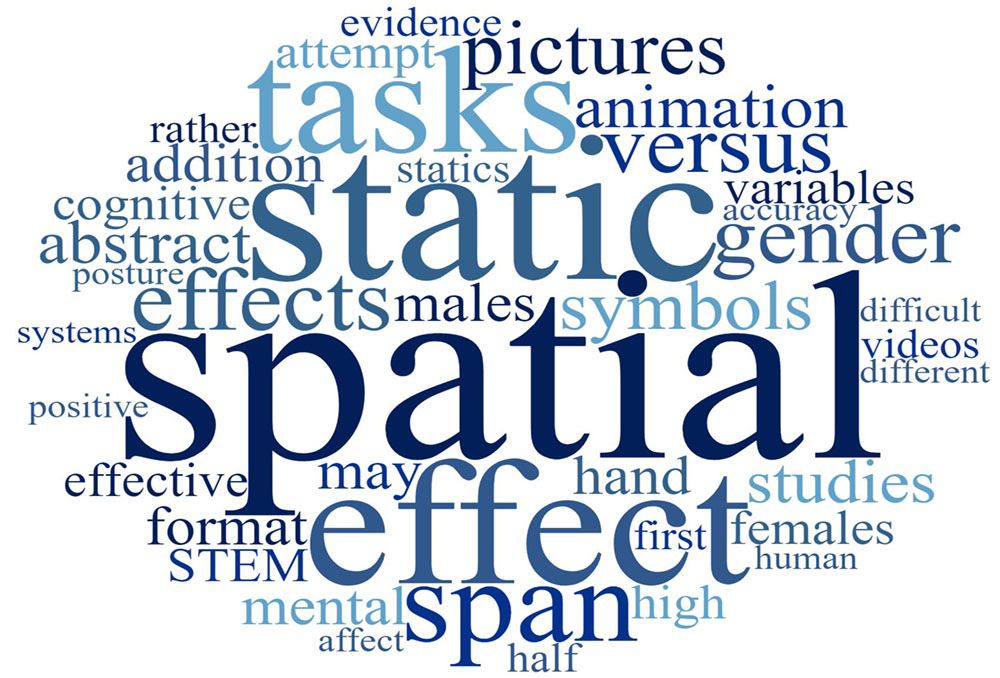 evidence
attempt pictures
tasks animation
rather versus
addition statics variables
cognitive static accuracy
abstract gender
posture
effects males symbols difficult
systems spatial videos
different
positive
effective may hand studies
format effect first females
STEM human
mental span high
affect
half